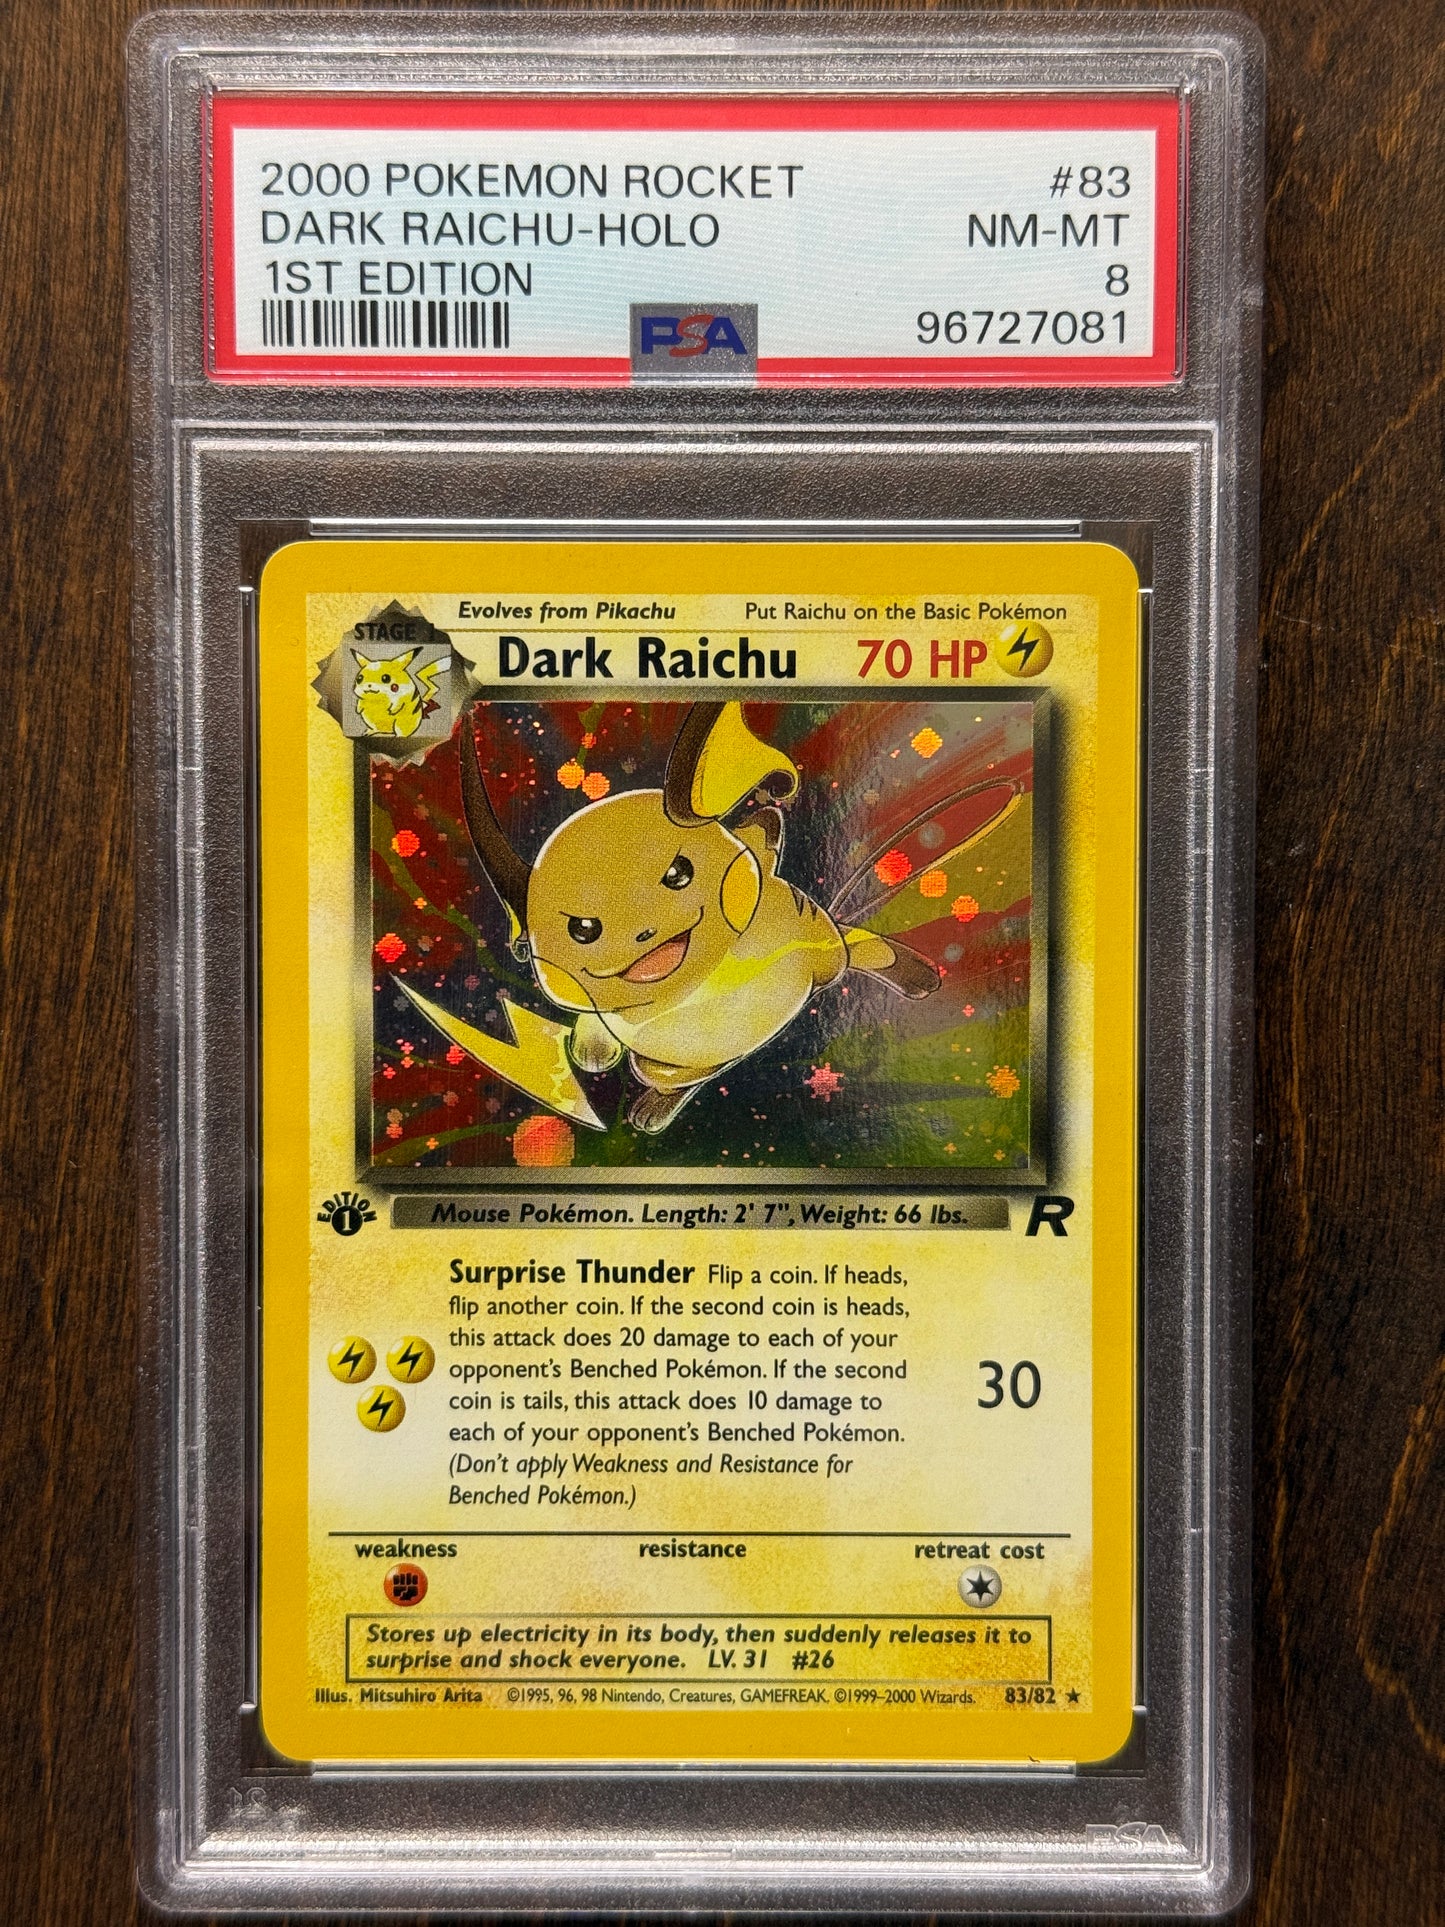 2000 POKEMON ROCKET #83
DARK RAICHU-HOLO NM-MT
1ST EDITION 8
PSA 96727081
Evolves from Pikachu Put Raichu on the Basic Pokémon
STAGE 1
Dark Raichu 70 HP
EDITION
1
Mouse Pokémon. Length: 2' 7", Weight: 66 lbs.
R
Surprise Thunder Flip a coin. If heads,
flip another coin. If the second coin is heads,
this attack does 20 damage to each of your
opponent's Benched Pokémon. If the second
coin is tails, this attack does 10 damage to
each of your opponent's Benched Pokémon.
(Don't apply Weakness and Resistance for
Benched Pokémon.)
30
weakness resistance retreat cost
Stores up electricity in its body, then suddenly releases it to
surprise and shock everyone. LV. 31 #26
Illus. Mitsuhiro Arita ©1995, 96, 98 Nintendo, Creatures, GAMEFREAK. ©1999–2000 Wizards. 83/82 ★
PSA